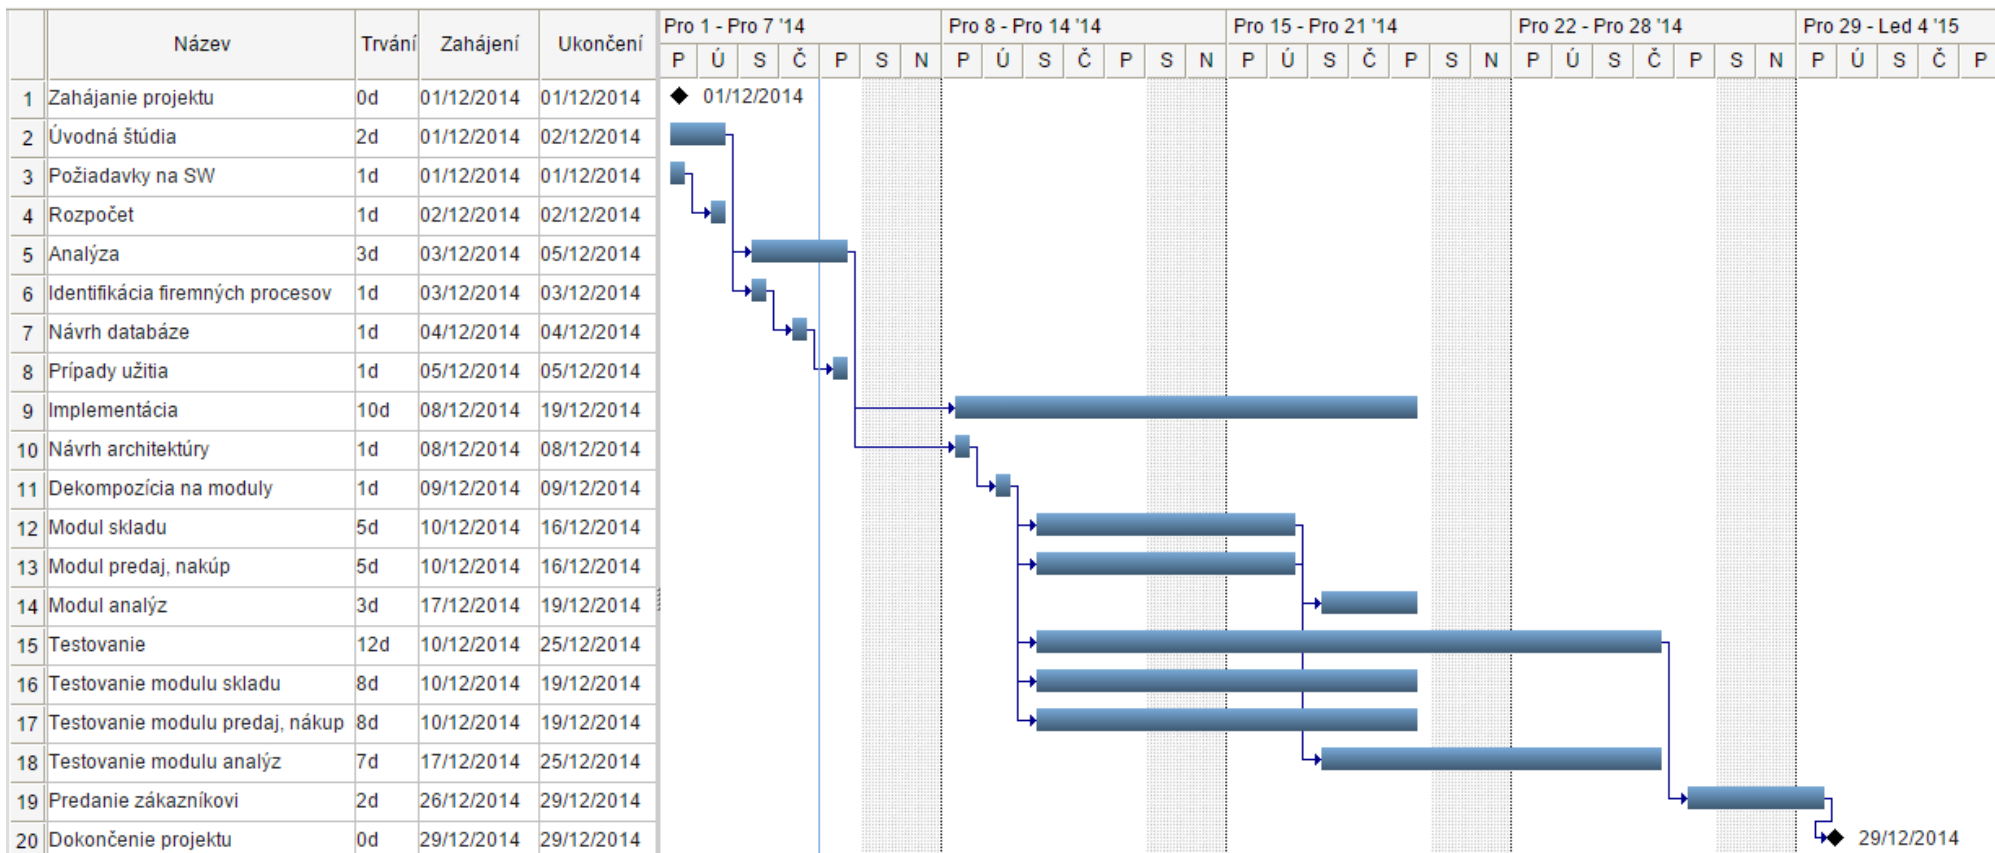 Název Trvání Zahájení Ukončení
Pro 1 - Pro 7 '14 Pro 8 - Pro 14 '14 Pro 15 - Pro 21 '14 Pro 22 - Pro 28 '14 Pro 29 - Led 4 '15
P Ú S Č P S N P Ú S Č P S N P Ú S Č P S N P Ú S Č P S N P Ú S Č P
1 Zahájanie projektu 0d 01/12/2014 01/12/2014 01/12/2014
2 Úvodná štúdia 2d 01/12/2014 02/12/2014
3 Požiadavky na SW 1d 01/12/2014 01/12/2014
4 Rozpočet 1d 02/12/2014 02/12/2014
5 Analýza 3d 03/12/2014 05/12/2014
6 Identifikácia firemných procesov 1d 03/12/2014 03/12/2014
7 Návrh databáze 1d 04/12/2014 04/12/2014
8 Prípady užitia 1d 05/12/2014 05/12/2014
9 Implementácia 10d 08/12/2014 19/12/2014
10 Návrh architektúry 1d 08/12/2014 08/12/2014
11 Dekompozícia na moduly 1d 09/12/2014 09/12/2014
12 Modul skladu 5d 10/12/2014 16/12/2014
13 Modul predaj, nakúp 5d 10/12/2014 16/12/2014
14 Modul analýz 3d 17/12/2014 19/12/2014
15 Testovanie 12d 10/12/2014 25/12/2014
16 Testovanie modulu skladu 8d 10/12/2014 19/12/2014
17 Testovanie modulu predaj, nákup 8d 10/12/2014 19/12/2014
18 Testovanie modulu analýz 7d 17/12/2014 25/12/2014
19 Predanie zákazníkovi 2d 26/12/2014 29/12/2014
20 Dokončenie projektu 0d 29/12/2014 29/12/2014 29/12/2014